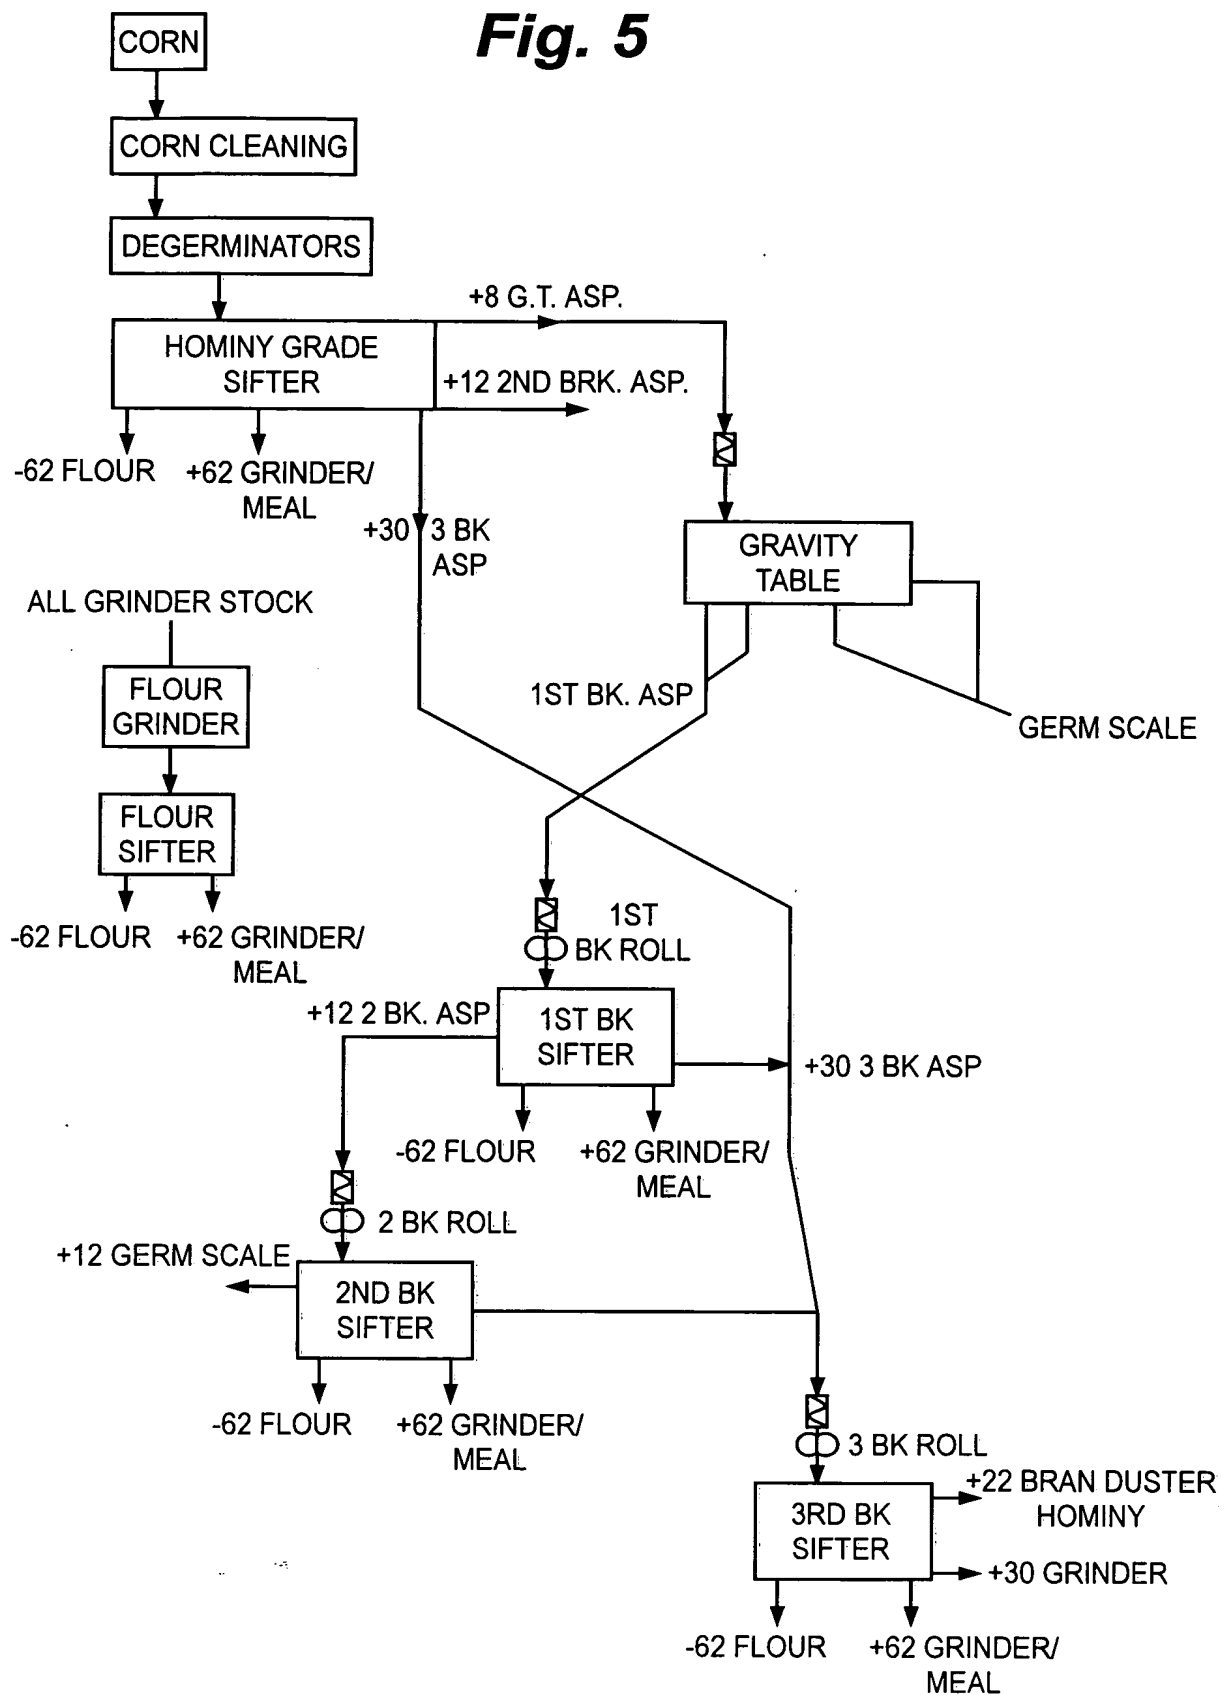 Fig. 5
CORN
CORN CLEANING
DEGERMINATORS
+8 G.T. ASP.
HOMINY GRADE
SIFTER
+12 2ND BRK. ASP.
-62 FLOUR
+62 GRINDER/
MEAL
+30 3 BK
ASP
GRAVITY
TABLE
ALL GRINDER STOCK
FLOUR
GRINDER
1ST BK. ASP
GERM SCALE
FLOUR
SIFTER
-62 FLOUR
+62 GRINDER/
MEAL
1ST
BK ROLL
+12 2 BK. ASP
1ST BK
SIFTER
+30 3 BK ASP
-62 FLOUR
+62 GRINDER/
MEAL
2 BK ROLL
+12 GERM SCALE
2ND BK
SIFTER
-62 FLOUR
+62 GRINDER/
MEAL
3 BK ROLL
+22 BRAN DUSTER
HOMINY
3RD BK
SIFTER
+30 GRINDER
-62 FLOUR
+62 GRINDER/
MEAL